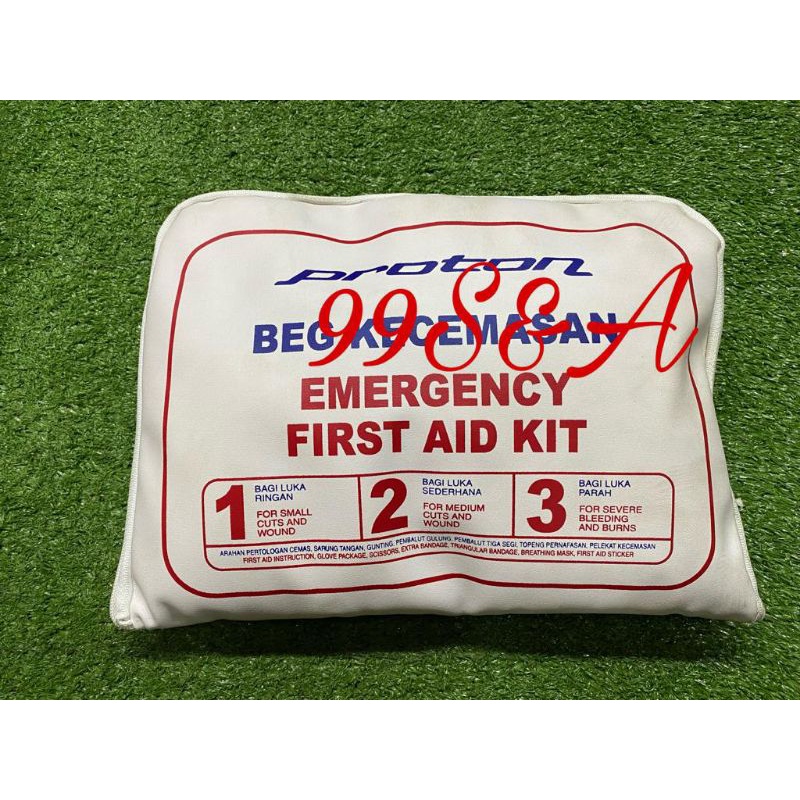 proton
BEG KECEMASAN
99S&A
EMERGENCY
FIRST AID KIT
1
BAGI LUKA
RINGAN
FOR SMALL
CUTS AND
WOUND
2
BAGI LUKA
SEDERHANA
FOR MEDIUM
CUTS AND
WOUND
3
BAGI LUKA
PARAH
FOR SEVERE
BLEEDING
AND BURNS
ARAHAN PERTOLOGAN CEMAS, SARUNG TANGAN, GUNTING, PEMBALUT GULUNG, PEMBALUT TIGA SEGI, TOPENG PERNAFASAN, PELEKAT KECEMASAN
FIRST AID INSTRUCTION, GLOVE PACKAGE, SCISSORS, EXTRA BANDAGE, TRIANGULAR BANDAGE, BREATHING MASK, FIRST AID STICKER